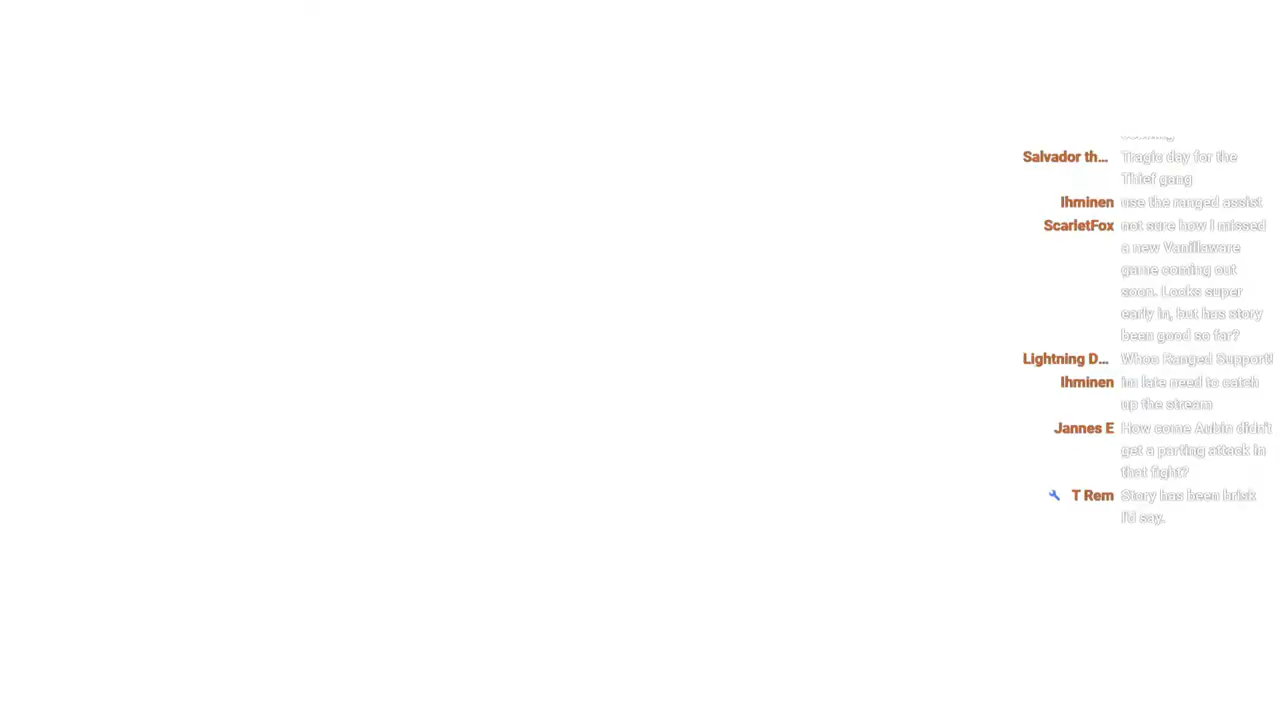 Salvador th... Tragic day for the
Thief gang
Ihminen use the ranged assist
ScarletFox not sure how I missed
a new Vanillaware
game coming out
soon. Looks super
early in, but has story
been good so far?
Lightning D... Whoo Ranged Support!
Ihminen im late need to catch
up the stream
Jannes E How come Aubin didn't
get a parting attack in
that fight?
T Rem Story has been brisk
I'd say.